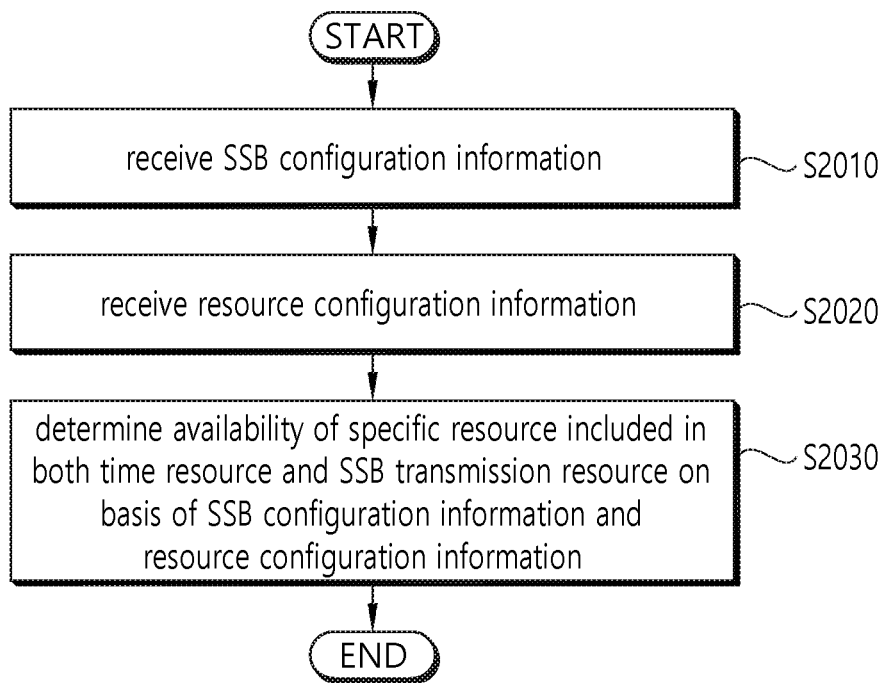 START
receive SSB configuration information
S2010
receive resource configuration information
S2020
determine availability of specific resource included in
both time resource and SSB transmission resource on
basis of SSB configuration information and
resource configuration information
S2030
END